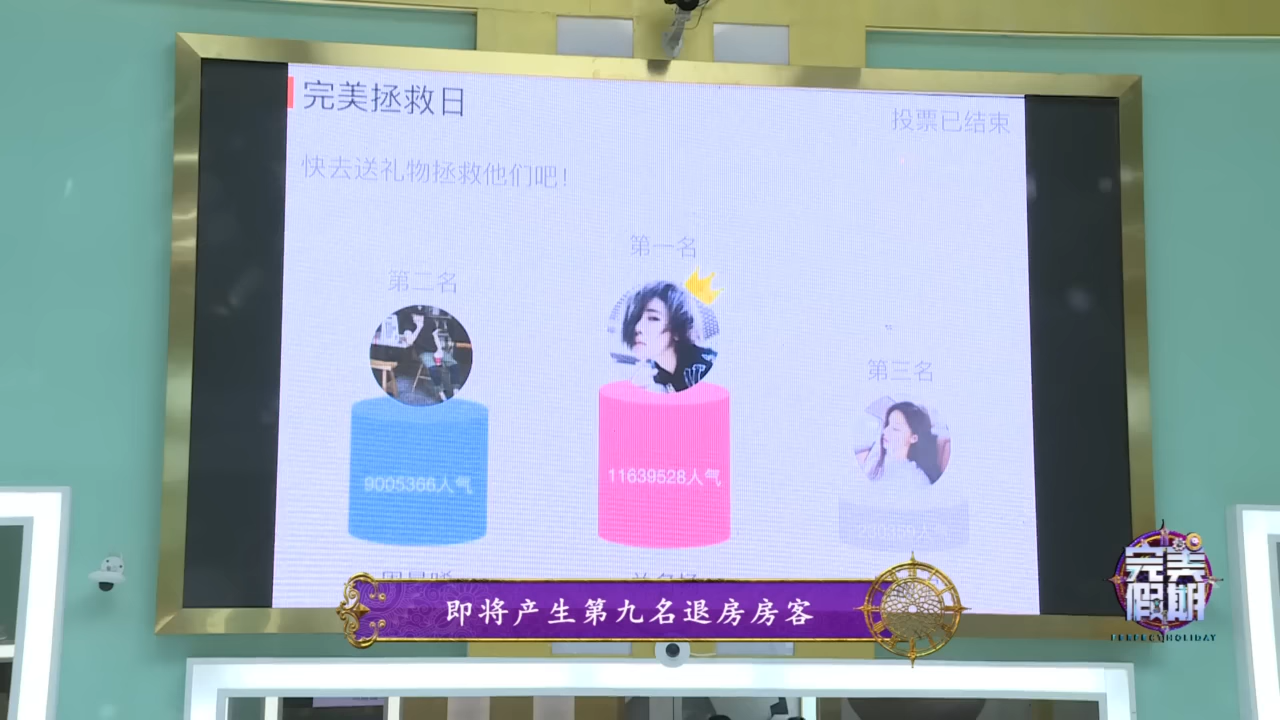 完美拯救日
投票已结束
快去送礼物拯救他们吧！
第一名
第二名
第三名
9005366人气
11639528人气
即将产生第九名退房房客
完美假期
PERFECT HOLIDAY